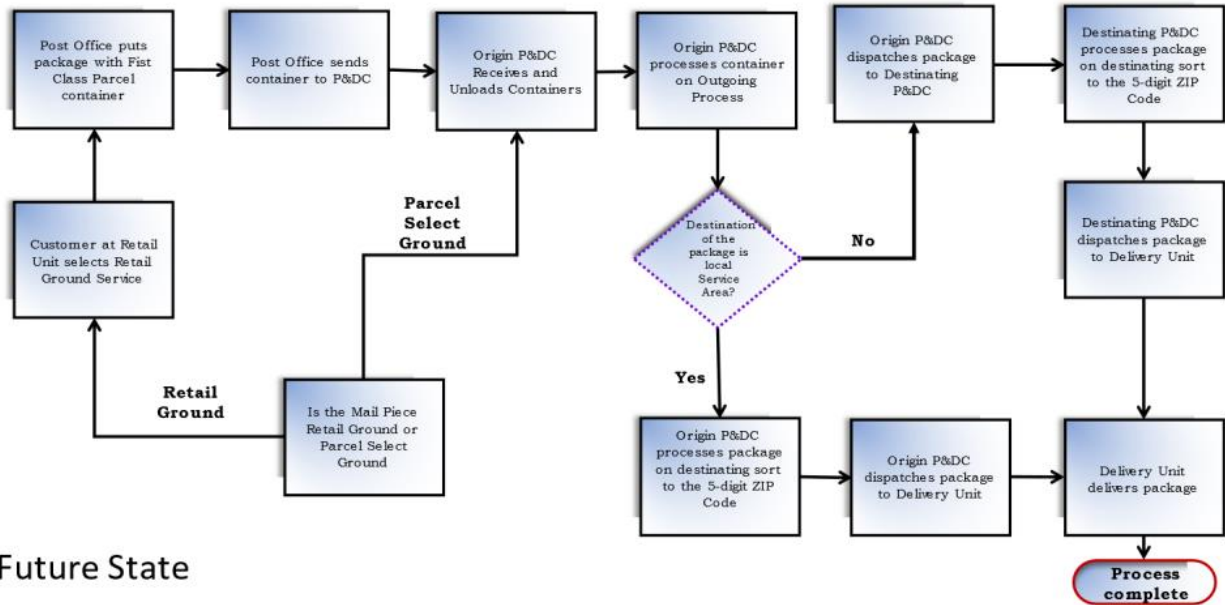 Post Office puts
package with Fist
Class Parcel
container
Post Office sends
container to P&DC
Origin P&DC
Receives and
Unloads Containers
Origin P&DC
processes container
on Outgoing
Process
Origin P&DC
dispatches package
to Destinating
P&DC
Destinating P&DC
processes package
on destinating sort
to the 5-digit ZIP
Code
Customer at Retail
Unit selects Retail
Ground Service
Parcel
Select
Ground
Destination
of the
package is
local
Service
Area?
No
Destinating P&DC
dispatches package
to Delivery Unit
Retail
Ground
Is the Mail Piece
Retail Ground or
Parcel Select
Ground
Yes
Origin P&DC
processes package
on destinating sort
to the 5-digit ZIP
Code
Origin P&DC
dispatches package
to Delivery Unit
Delivery Unit
delivers package
Future State
Process
complete